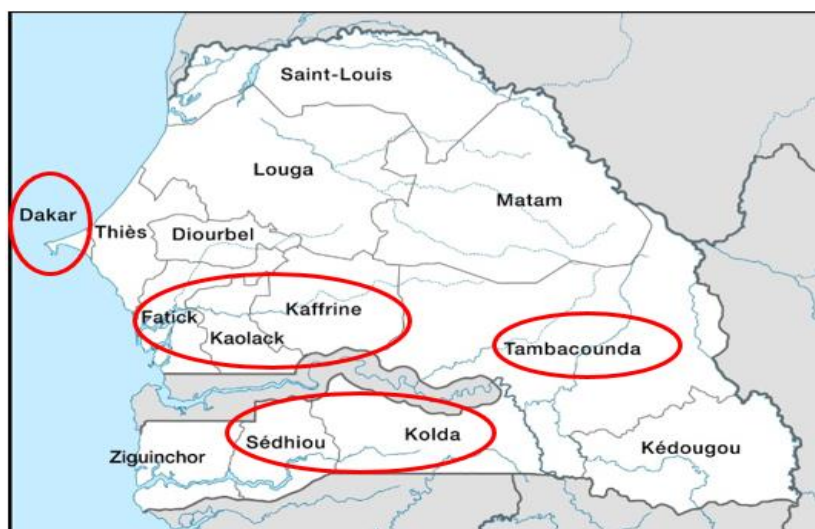 Saint-Louis
Louga
Matam
Dakar
Thiès
Diourbel
Fatick
Kaffrine
Kaolack
Tambacounda
Sédhiou
Kolda
Ziguinchor
Kédougou